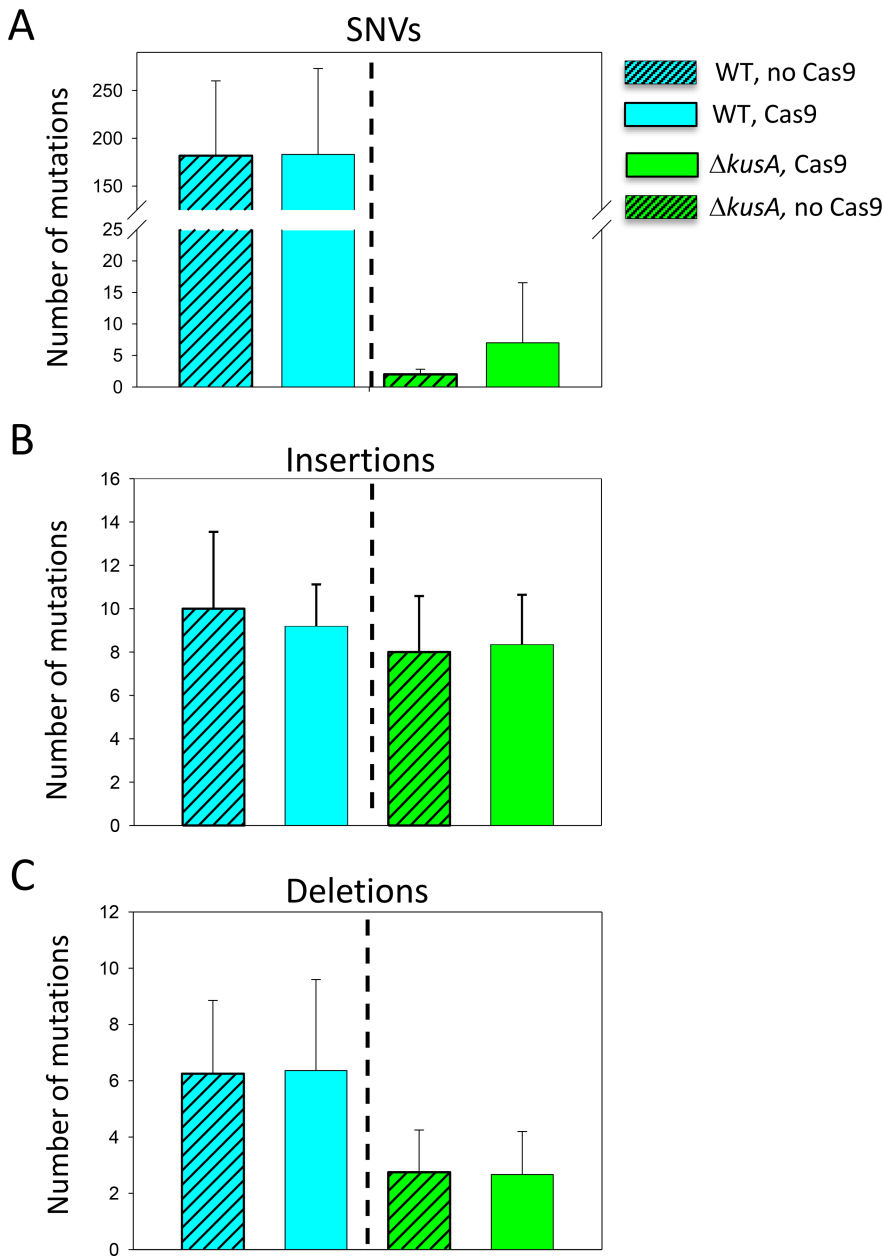 A
SNVs
Number of mutations
250
200
150
25
20
15
10
5
0
WT, no Cas9
WT, Cas9
ΔkusA, Cas9
ΔkusA, no Cas9
B
Insertions
Number of mutations
16
14
12
10
8
6
4
2
0
C
Deletions
Number of mutations
12
10
8
6
4
2
0